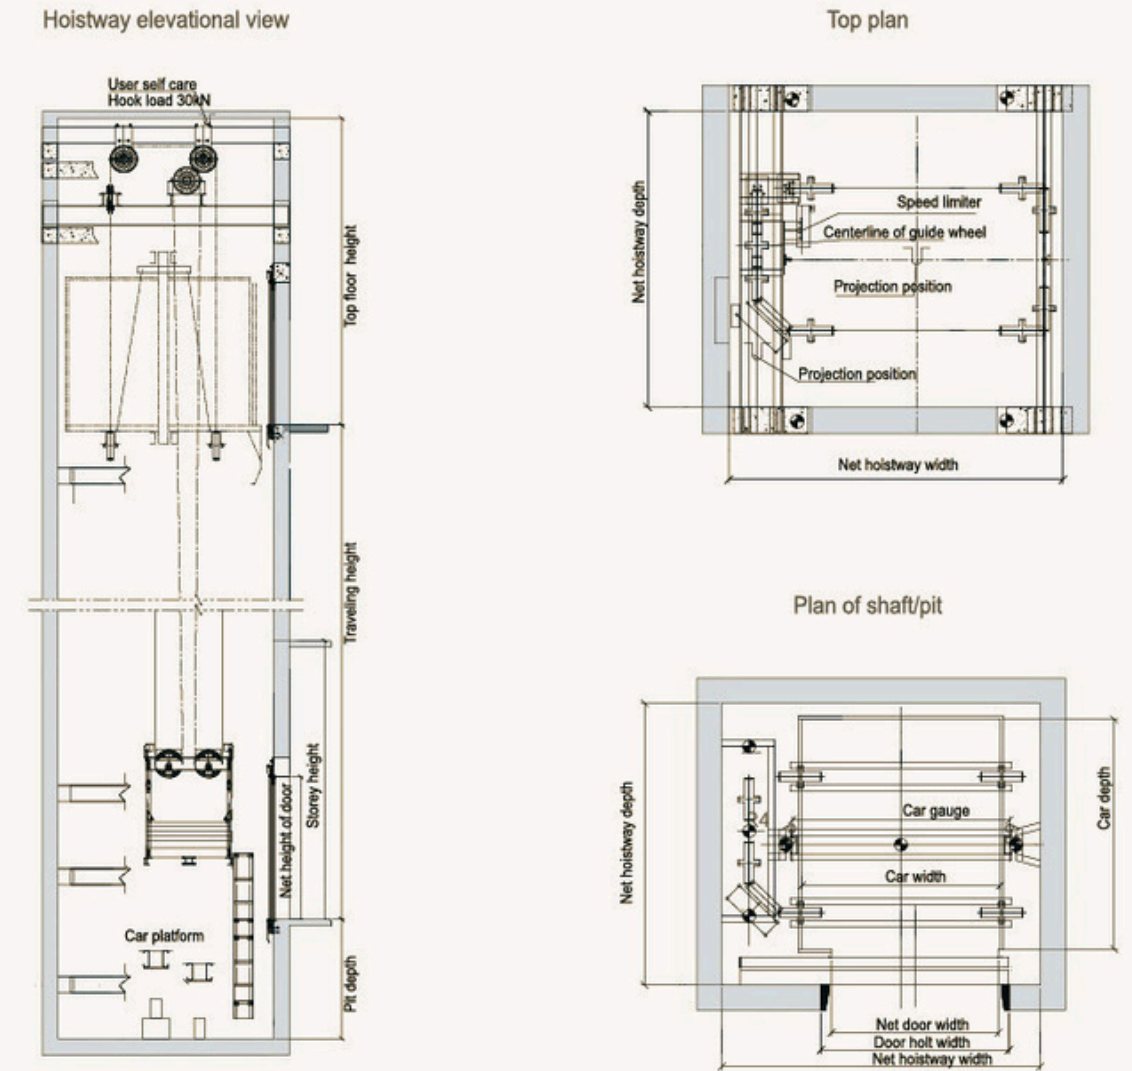 Hoistway elevational view
User self care
Hook load 30kN
Top floor height
Traveling height
Storey height
Net height of door
Car platform
Pit depth
Top plan
Net hoistway depth
Speed limiter
Centerline of guide wheel
Projection position
Projection position
Net hoistway width
Plan of shaft/pit
Net hoistway depth
Car gauge
Car width
Car depth
Net door width
Door holt width
Net hoistway width